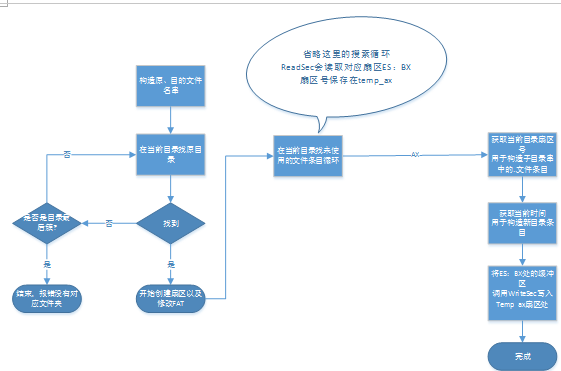 省略这里的搜索循环
ReadSec会读取对应扇区ES：BX
扇区号保存在temp_ax
构造原、目的文件
名串
在当前目录找原目
录
否
是否是目录最
后簇?
否
找到
是
是
结束，报错没有对
应文件夹
开始创建扇区以及
修改FAT
在当前目录找未使
用的文件条目循环
AX
获取当前目录扇区
号
用于构造子目录串
中的..文件条目
获取当前时间
用于构造新目录条
目
将ES：BX处的缓冲
区
调用WriteSec写入
Temp_ax扇区处
完成